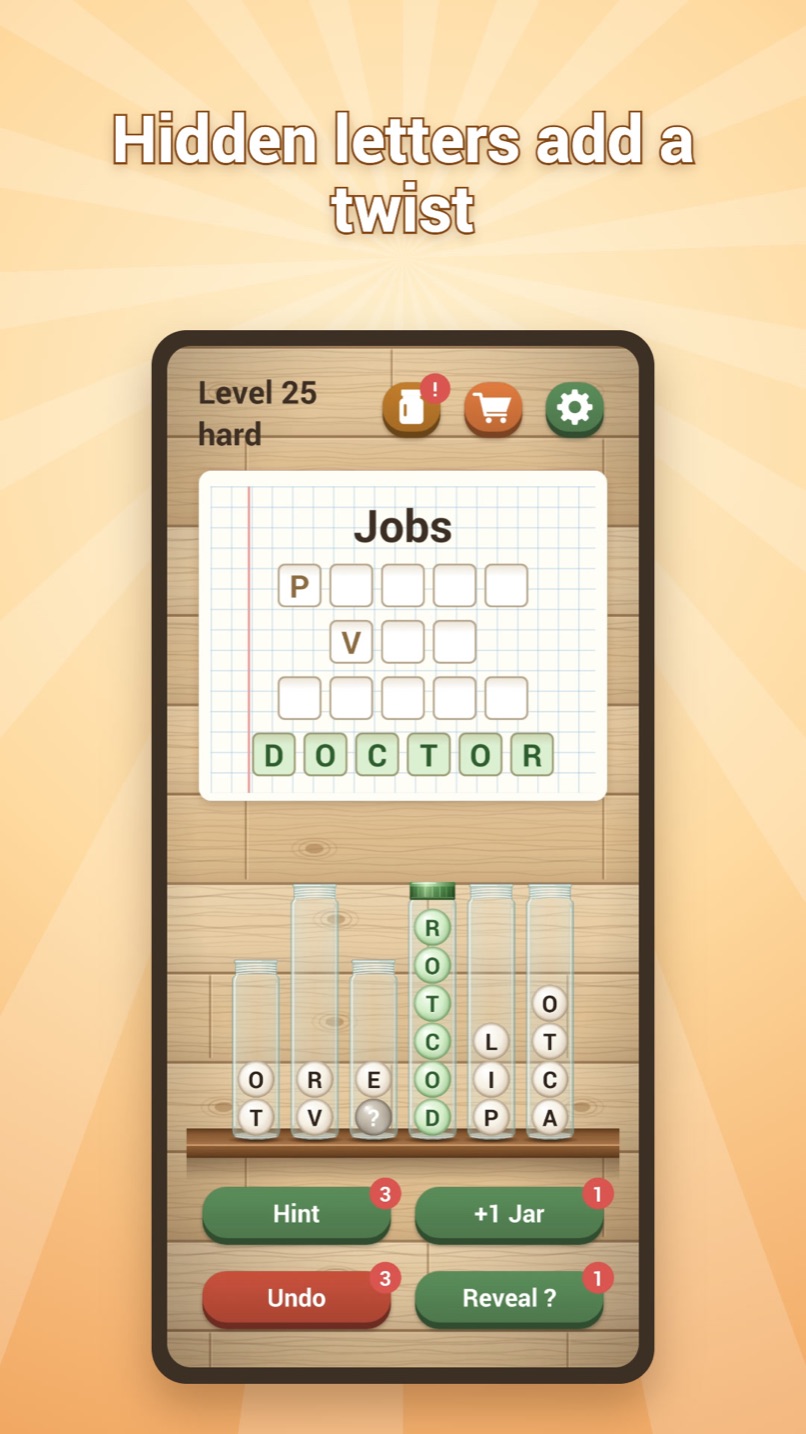 Hidden letters add a
twist
Level 25
hard
!
Jobs
P
V
D O C T O R
R
O
O O
T
C L T
O R E O I C
T V ? D P A
Hint 3
+1 Jar 1
Undo 3
Reveal ? 1